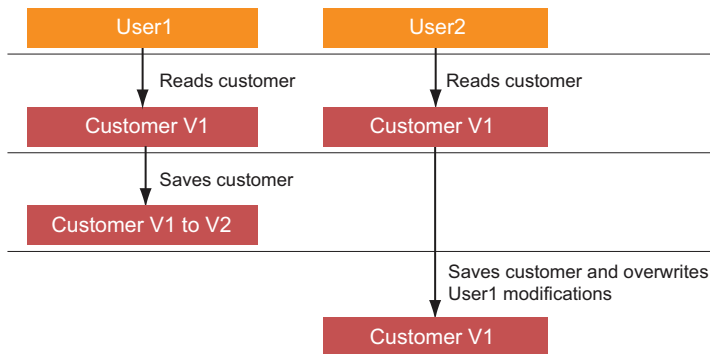 User1
User2
Reads customer
Reads customer
Customer V1
Customer V1
Saves customer
Customer V1 to V2
Saves customer and overwrites
User1 modifications
Customer V1